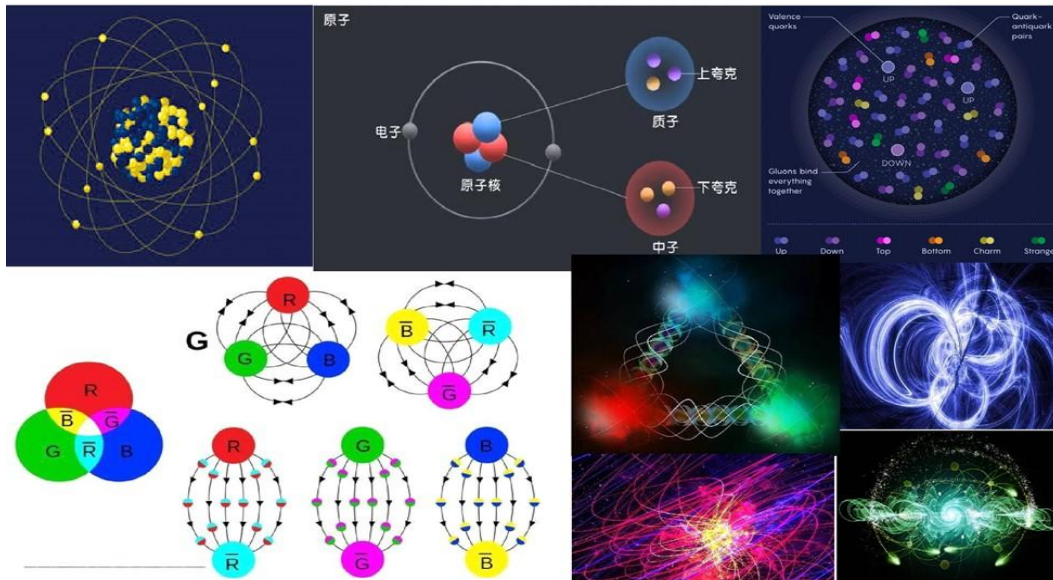 原子
电子
原子核
上夸克
质子
下夸克
中子
Valence
quarks
Quark-
antiquark
pairs
UP
UP
DOWN
Gluons bind
everything
together
Up Down Top Bottom Charm Strange
R
B̅ G̅
G R̅ B
G
R
G B
B̅ R̅
G̅
R G B
R̅ G̅ B̅